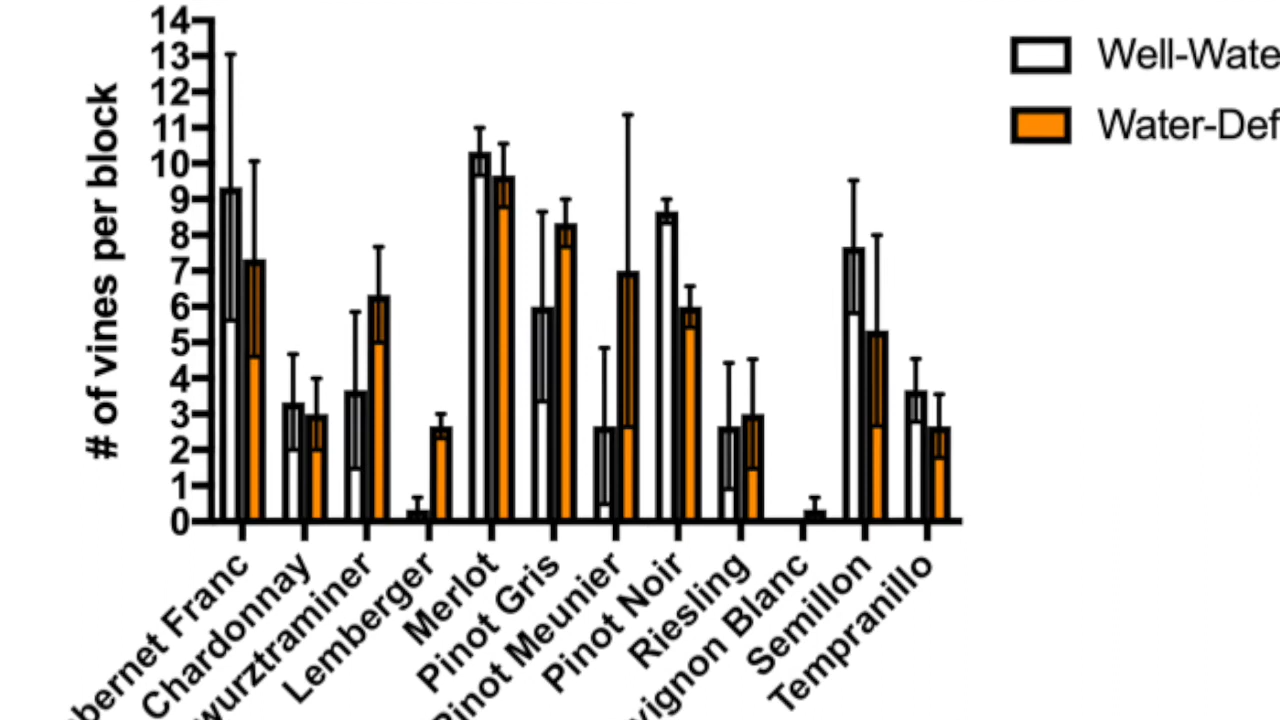 14
13
12
11
10
9
8
7
6
5
4
3
2
1
0
# of vines per block
Well-Wate
Water-Def
bernet Franc
Chardonnay
wurztraminer
Lemberger
Merlot
Pinot Gris
Pinot Meunier
Pinot Noir
Riesling
vignon Blanc
Semillon
Tempranillo